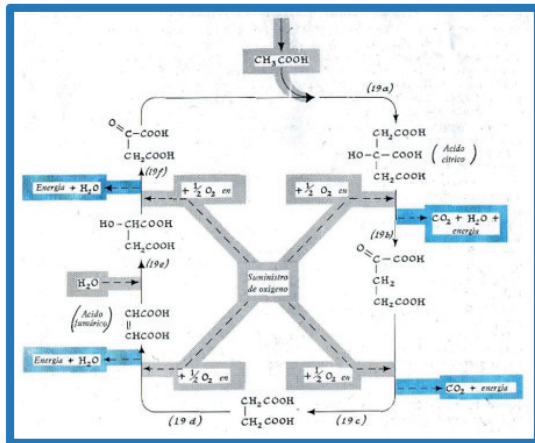 CH₃COOH
(19a)
O=C-COOH
CH₂COOH
CH₂COOH
HO-C-COOH
CH₂COOH
(Acido
cítrico)
(19f)
Energía + H₂O
+ ½ O₂ en
+ ½ O₂ en
CO₂ + H₂O +
energía
(19b)
HO-CHCOOH
CH₂COOH
O=C-COOH
CH₂
CH₂COOH
Suministro
de oxígeno
H₂O
(19e)
(Acido
fumárico)
CHCOOH
CHCOOH
Energía + H₂O
+ ½ O₂ en
+ ½ O₂ en
CO₂ + energía
(19d)
CH₂COOH
CH₂COOH
(19c)